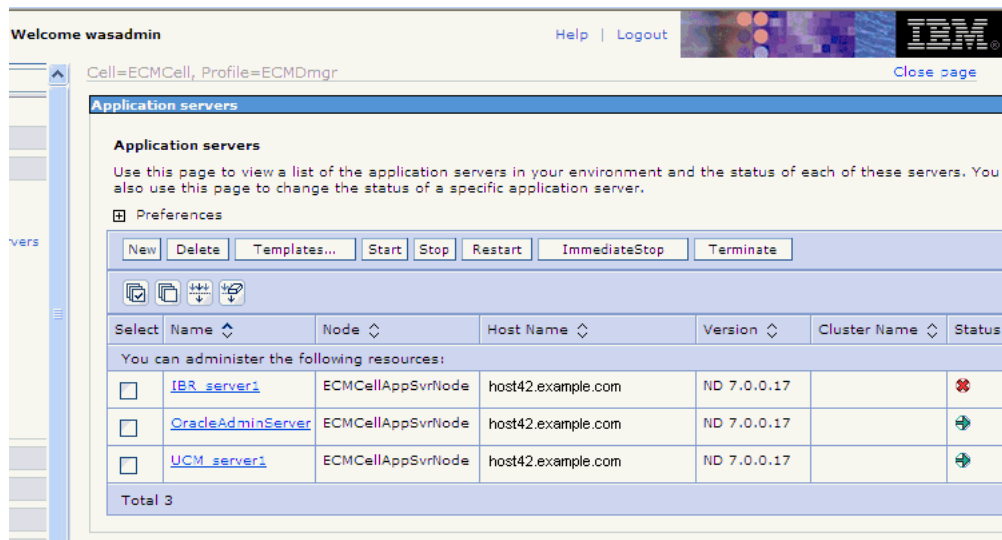 Welcome wasadmin
Help | Logout
IBM®
Cell=ECMCell, Profile=ECMDmgr
Close page
Application servers
Application servers
Use this page to view a list of the application servers in your environment and the status of each of these servers. You
also use this page to change the status of a specific application server.
Preferences
rvers
New Delete Templates... Start Stop Restart ImmediateStop Terminate
Select Name Node Host Name Version Cluster Name Status
You can administer the following resources:
IBR_server1 ECMCellAppSvrNode host42.example.com ND 7.0.0.17
OracleAdminServer ECMCellAppSvrNode host42.example.com ND 7.0.0.17
UCM_server1 ECMCellAppSvrNode host42.example.com ND 7.0.0.17
Total 3